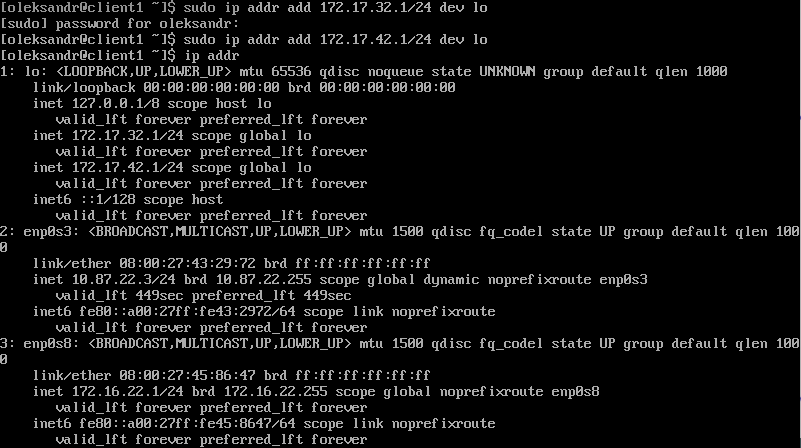 [oleksandr@client1 ~]$ sudo ip addr add 172.17.32.1/24 dev lo
[sudo] password for oleksandr:
[oleksandr@client1 ~]$ sudo ip addr add 172.17.42.1/24 dev lo
[oleksandr@client1 ~]$ ip addr
1: lo: <LOOPBACK,UP,LOWER_UP> mtu 65536 qdisc noqueue state UNKNOWN group default qlen 1000
    link/loopback 00:00:00:00:00:00 brd 00:00:00:00:00:00
    inet 127.0.0.1/8 scope host lo
       valid_lft forever preferred_lft forever
    inet 172.17.32.1/24 scope global lo
       valid_lft forever preferred_lft forever
    inet 172.17.42.1/24 scope global lo
       valid_lft forever preferred_lft forever
    inet6 ::1/128 scope host
       valid_lft forever preferred_lft forever
2: enp0s3: <BROADCAST,MULTICAST,UP,LOWER_UP> mtu 1500 qdisc fq_codel state UP group default qlen 100
0
    link/ether 08:00:27:43:29:72 brd ff:ff:ff:ff:ff:ff
    inet 10.87.22.3/24 brd 10.87.22.255 scope global dynamic noprefixroute enp0s3
       valid_lft 449sec preferred_lft 449sec
    inet6 fe80::a00:27ff:fe43:2972/64 scope link noprefixroute
       valid_lft forever preferred_lft forever
3: enp0s8: <BROADCAST,MULTICAST,UP,LOWER_UP> mtu 1500 qdisc fq_codel state UP group default qlen 100
0
    link/ether 08:00:27:45:86:47 brd ff:ff:ff:ff:ff:ff
    inet 172.16.22.1/24 brd 172.16.22.255 scope global noprefixroute enp0s8
       valid_lft forever preferred_lft forever
    inet6 fe80::a00:27ff:fe45:8647/64 scope link noprefixroute
       valid_lft forever preferred_lft forever